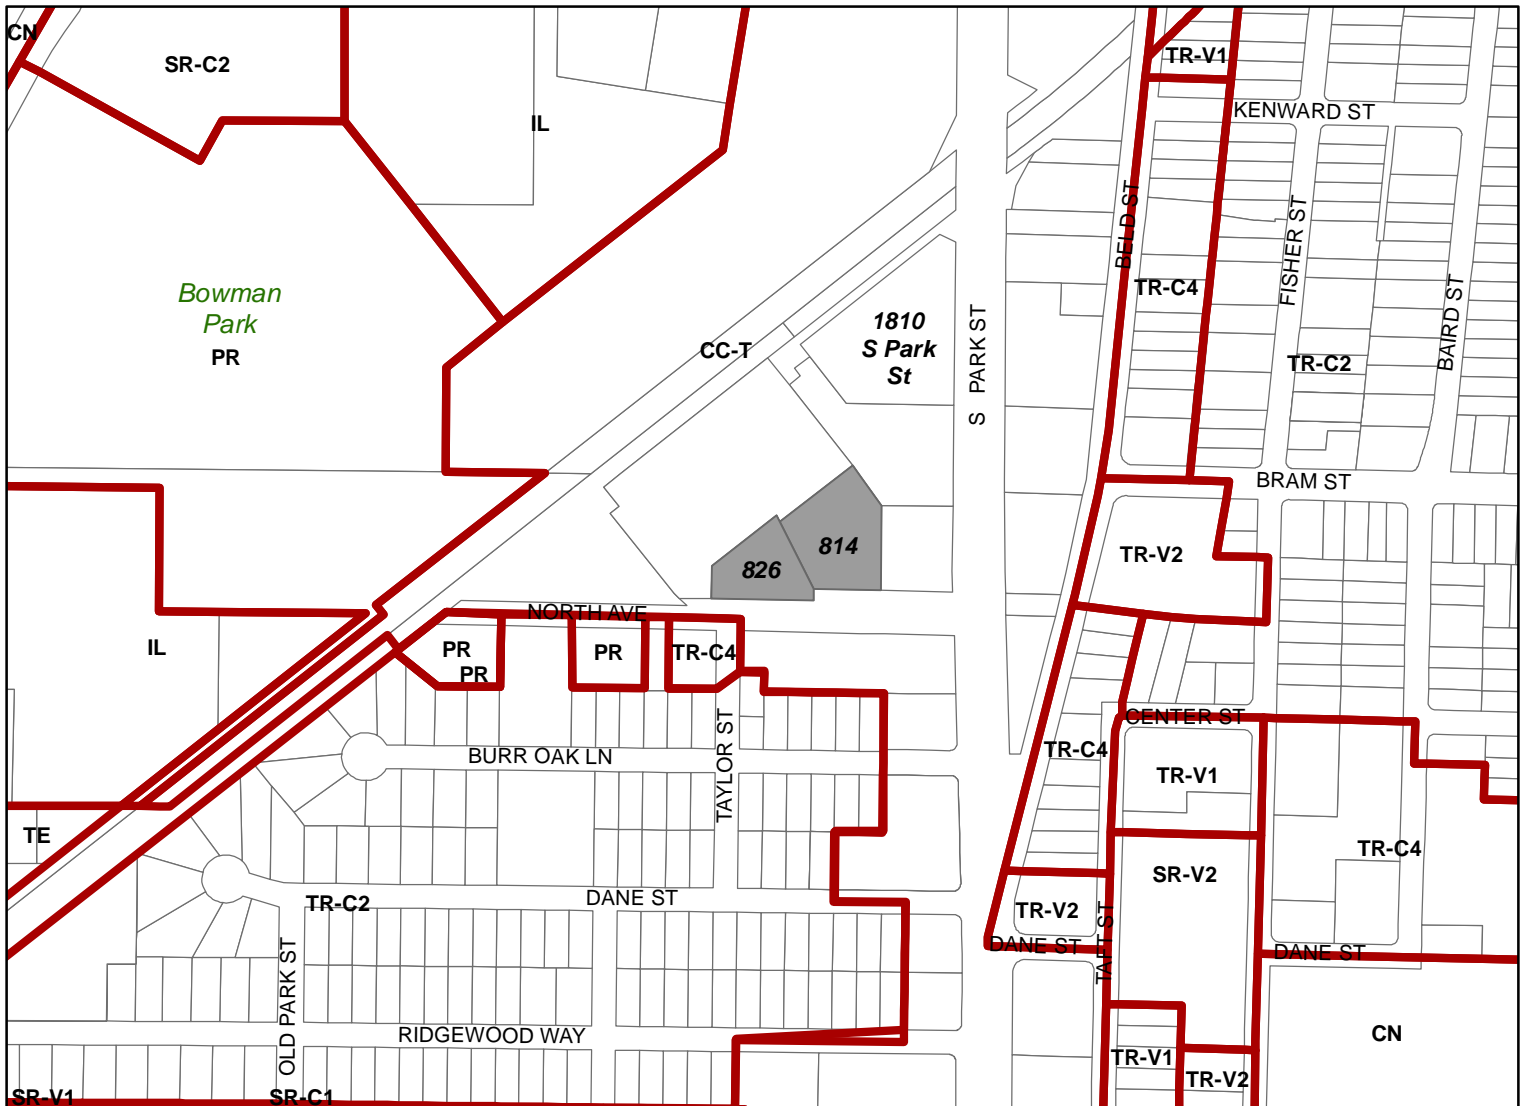 CN
SR-C2
TR-V1
IL
KENWARD ST
BELD ST
FISHER ST
TR-C4
Bowman
Park
PR
CC-T
1810
S Park
St
S PARK ST
BAIRD ST
TR-C2
BRAM ST
814
826
TR-V2
NORTH AVE
IL
PR
PR
PR
TR-C4
CENTER ST
TR-C4
TAYLOR ST
BURR OAK LN
TR-V1
TE
TR-C4
SR-V2
DANE ST
TR-C2
TR-V2
TAFT ST
DANE ST
DANE ST
OLD PARK ST
RIDGEWOOD WAY
CN
TR-V1
TR-V2
SR-V1
SR-C1